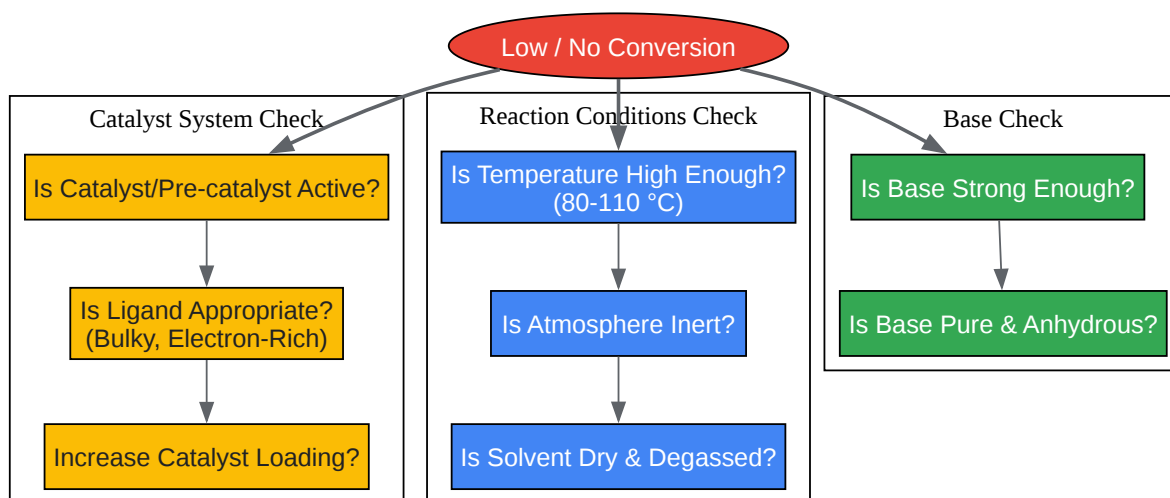 Low / No Conversion
Catalyst System Check
Is Catalyst/Pre-catalyst Active?
Is Ligand Appropriate?
(Bulky, Electron-Rich)
Increase Catalyst Loading?
Reaction Conditions Check
Is Temperature High Enough?
(80-110 °C)
Is Atmosphere Inert?
Is Solvent Dry & Degassed?
Base Check
Is Base Strong Enough?
Is Base Pure & Anhydrous?